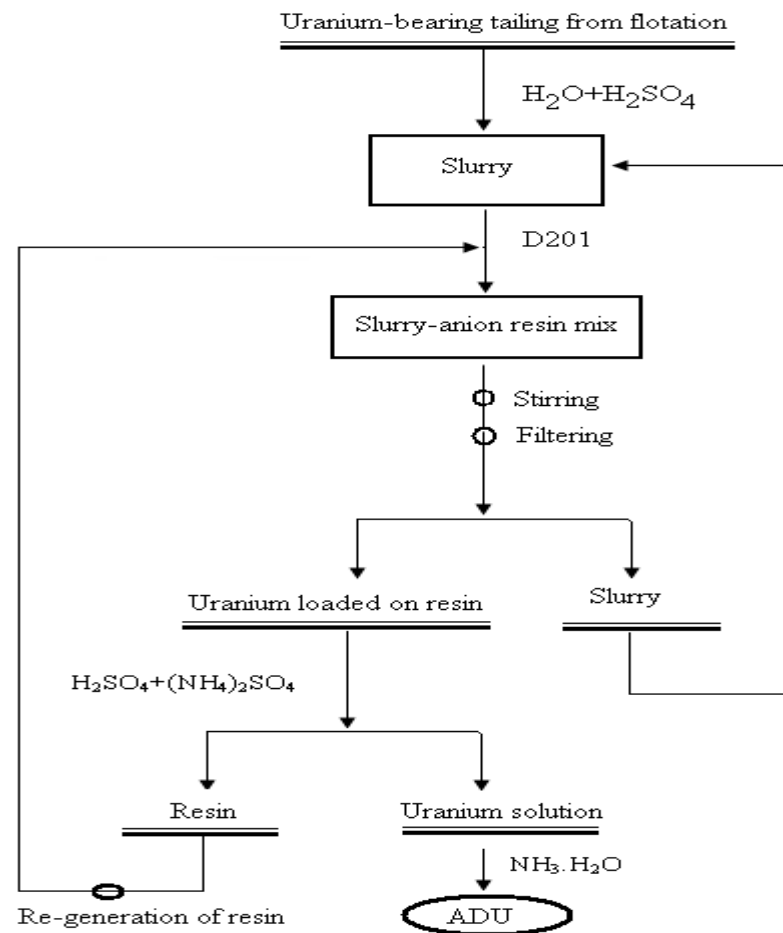 Uranium-bearing tailing from flotation
H₂O+H₂SO₄
Slurry
D201
Slurry-anion resin mix
Stirring
Filtering
Uranium loaded on resin
Slurry
H₂SO₄+(NH₄)₂SO₄
Resin
Uranium solution
NH₃.H₂O
Re-generation of resin
ADU